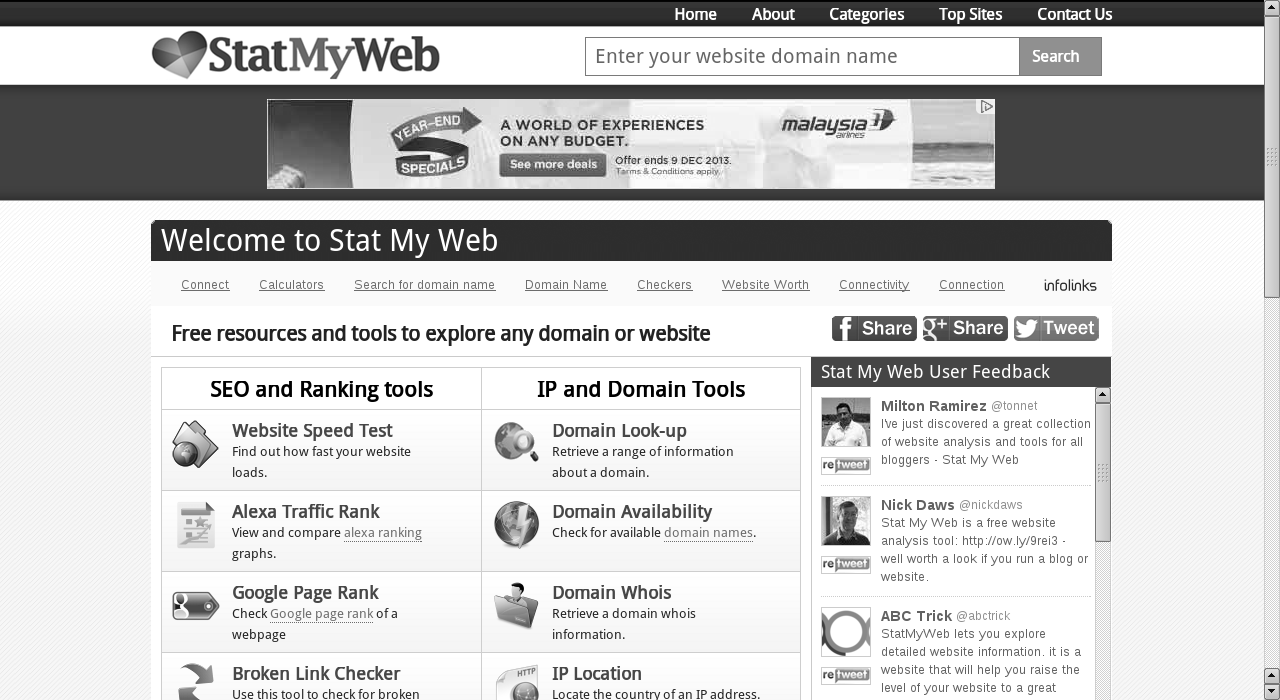 Home About Categories Top Sites Contact Us
StatMyWeb
Enter your website domain name
Search
YEAR-END SPECIALS
A WORLD OF EXPERIENCES
ON ANY BUDGET.
See more deals
Offer ends 9 DEC 2013.
Terms & Conditions apply.
malaysia
airlines
Welcome to Stat My Web
Connect Calculators Search for domain name Domain Name Checkers Website Worth Connectivity Connection infolinks
Free resources and tools to explore any domain or website
f Share
g+ Share
Tweet
SEO and Ranking tools
Website Speed Test
Find out how fast your website
loads.
Alexa Traffic Rank
View and compare alexa ranking
graphs.
Google Page Rank
Check Google page rank of a
webpage
Broken Link Checker
Use this tool to check for broken
IP and Domain Tools
Domain Look-up
Retrieve a range of information
about a domain.
Domain Availability
Check for available domain names.
Domain Whois
Retrieve a domain whois
information.
HTTP
IP Location
Locate the country of an IP address.
Stat My Web User Feedback
Milton Ramirez @tonnet
I've just discovered a great collection
of website analysis and tools for all
bloggers - Stat My Web
retweet
Nick Daws @nickdaws
Stat My Web is a free website
analysis tool: http://ow.ly/9rei3 -
well worth a look if you run a blog or
website.
retweet
ABC Trick @abctrick
StatMyWeb lets you explore
detailed website information. it is a
website that will help you raise the
level of your website to a great
retweet